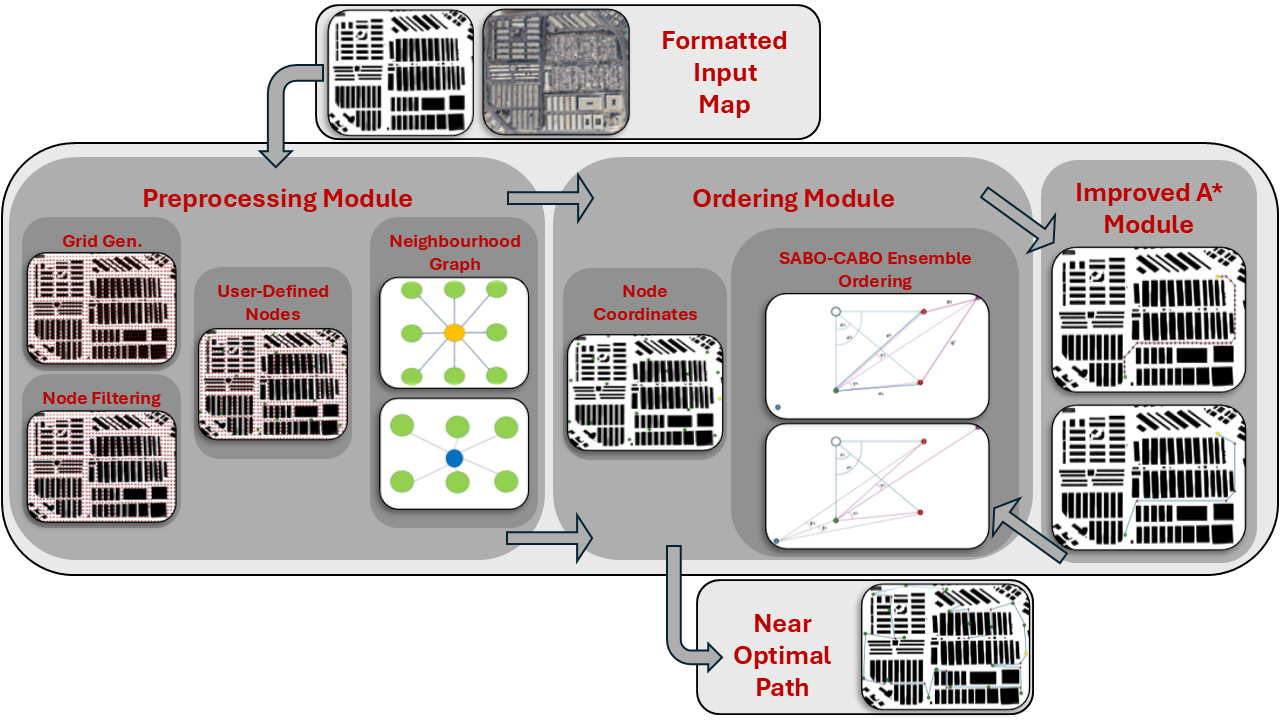 Formatted
Input
Map
Preprocessing Module
Grid Gen.
Node Filtering
User-Defined
Nodes
Neighbourhood
Graph
Ordering Module
Node
Coordinates
SABO-CABO Ensemble
Ordering
Improved A*
Module
Near
Optimal
Path